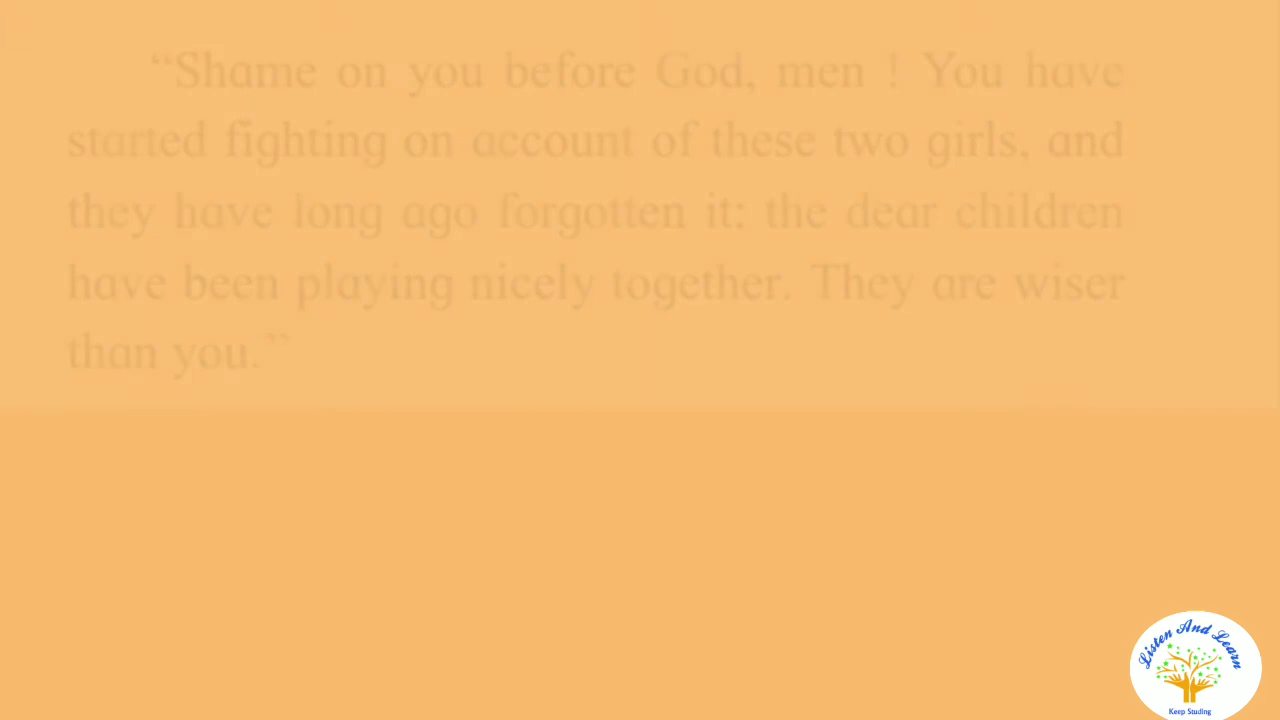 “Shame on you before God, men ! You have
started fighting on account of these two girls, and
they have long ago forgotten it: the dear children
have been playing nicely together. They are wiser
than you.”
Listen And Learn
Keep Studing